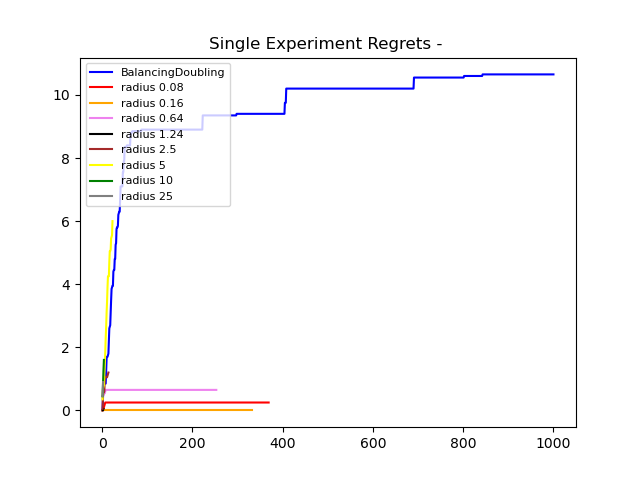 Single Experiment Regrets -
BalancingDoubling
radius 0.08
radius 0.16
radius 0.64
radius 1.24
radius 2.5
radius 5
radius 10
radius 25
10
8
6
4
2
0
0 200 400 600 800 1000